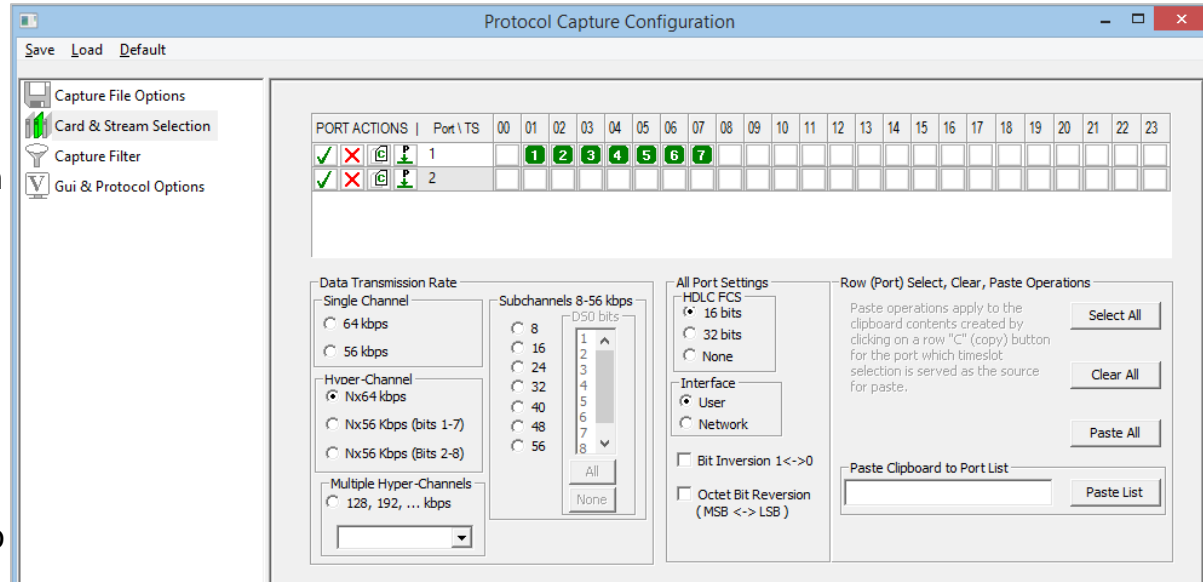 Protocol Capture Configuration
Save Load Default
Capture File Options
Card & Stream Selection
Capture Filter
Gui & Protocol Options
PORT ACTIONS | Port \ TS 00 01 02 03 04 05 06 07 08 09 10 11 12 13 14 15 16 17 18 19 20 21 22 23
C P 1 1 2 3 4 5 6 7
C P 2
Data Transmission Rate
Single Channel
64 kbps
56 kbps
Hyper-Channel
Nx64 kbps
Nx56 Kbps (bits 1-7)
Nx56 Kbps (Bits 2-8)
Multiple Hyper-Channels
128, 192, ... kbps
Subchannels 8-56 kbps
8
16
24
32
40
48
56
DS0 bits
1
2
3
4
5
6
7
8
All
None
All Port Settings
HDLC FCS
16 bits
32 bits
None
Interface
User
Network
Bit Inversion 1<->0
Octet Bit Reversion
( MSB <-> LSB )
Row (Port) Select, Clear, Paste Operations
Paste operations apply to the
clipboard contents created by
clicking on a row "C" (copy) button
for the port which timeslot
selection is served as the source
for paste.
Select All
Clear All
Paste All
Paste Clipboard to Port List
Paste List